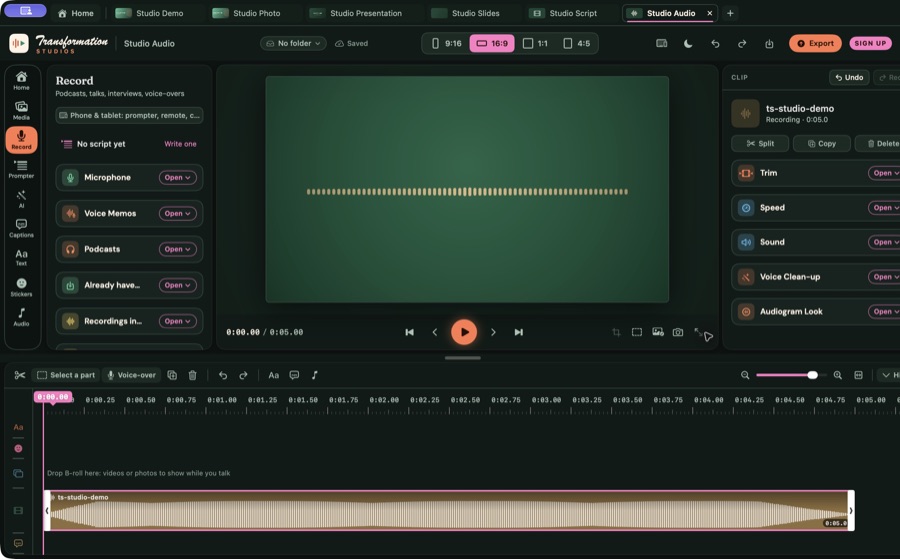 Home
Studio Demo
Studio Photo
Studio Presentation
Studio Slides
Studio Script
Studio Audio
Transformation
STUDIOS
Studio Audio
No folder
Saved
9:16
16:9
1:1
4:5
Export
SIGN UP
Home
Media
Record
Prompter
AI
Captions
Text
Stickers
Audio
Record
Podcasts, talks, interviews, voice-overs
Phone & tablet: prompter, remote, c...
No script yet
Write one
Microphone
Open
Voice Memos
Open
Podcasts
Open
Already have...
Open
Recordings in...
Open
0:00.00 / 0:05.00
CLIP
Undo
ts-studio-demo
Recording · 0:05.0
Split
Copy
Delete
Trim
Open
Speed
Open
Sound
Open
Voice Clean-up
Open
Audiogram Look
Open
Select a part
Voice-over
Aa
0:00.00
0:00.25
0:00.50
0:00.75
0:01.00
0:01.25
0:01.50
0:01.75
0:02.00
0:02.25
0:02.50
0:02.75
0:03.00
0:03.25
0:03.50
0:03.75
0:04.00
0:04.25
0:04.50
0:04.75
0:05.00
Aa
Drop B-roll here: videos or photos to show while you talk
ts-studio-demo
0:05.0